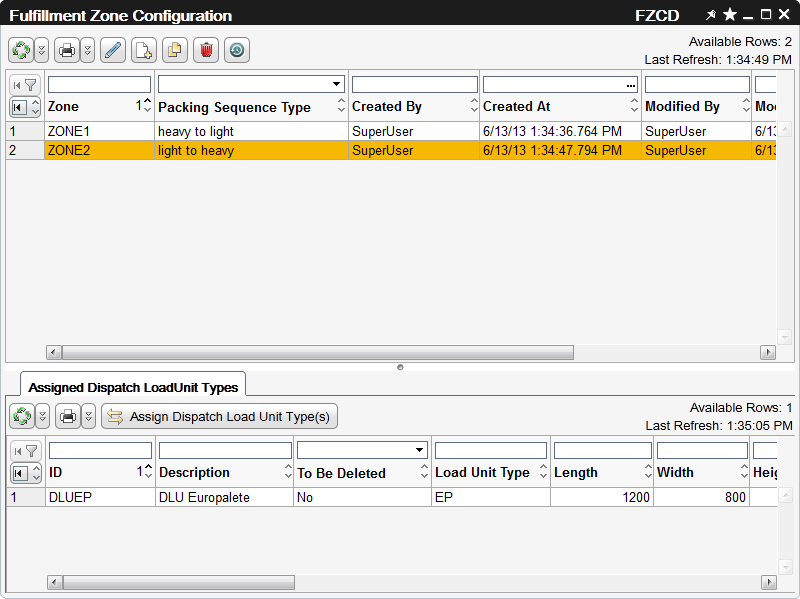 Fulfillment Zone Configuration FZCD
Available Rows: 2
Last Refresh: 1:34:49 PM
Zone 1 Packing Sequence Type Created By Created At Modified By Mo
1 ZONE1 heavy to light SuperUser 6/13/13 1:34:36.764 PM SuperUser 6/13
2 ZONE2 light to heavy SuperUser 6/13/13 1:34:47.794 PM SuperUser 6/13
Assigned Dispatch LoadUnit Types
Assign Dispatch Load Unit Type(s)
Available Rows: 1
Last Refresh: 1:35:05 PM
ID 1 Description To Be Deleted Load Unit Type Length Width Heig
1 DLUEP DLU Europalete No EP 1200 800